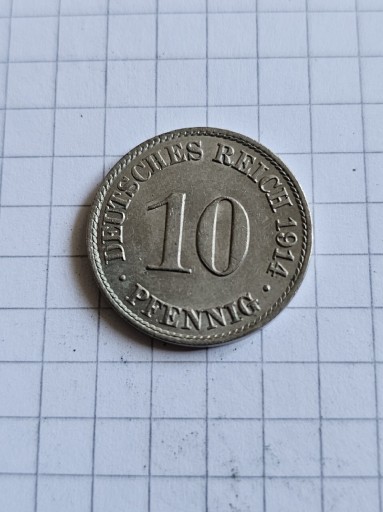 DEUTSCHES REICH 1914
10
· PFENNIG ·